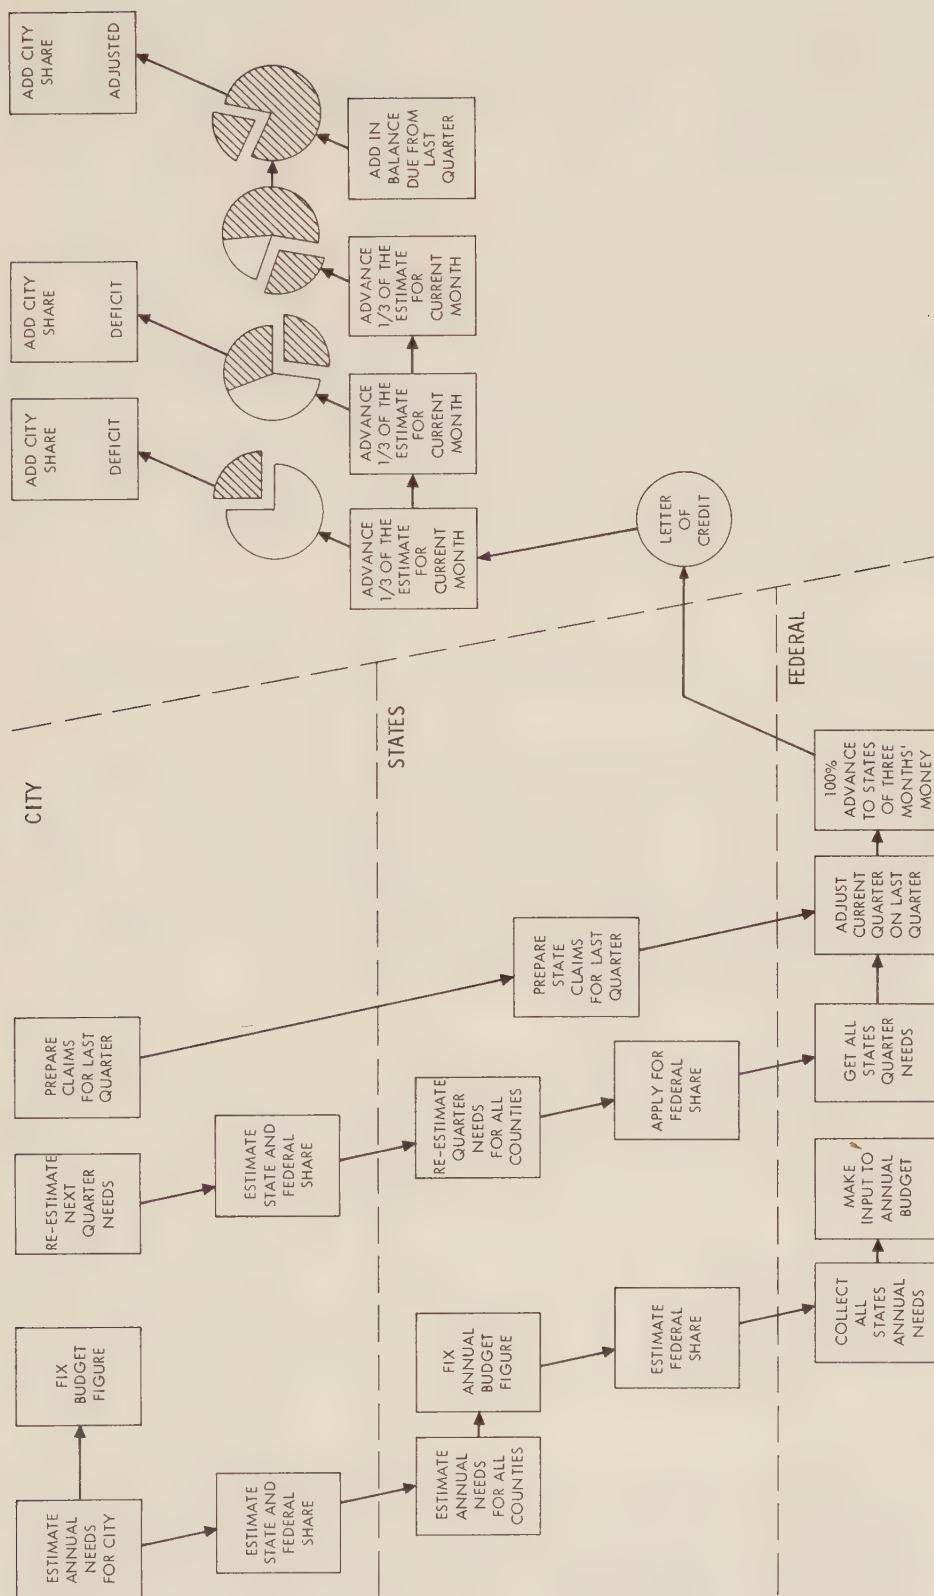 CITY
ESTIMATE
ANNUAL
NEEDS
FOR CITY
FIX
BUDGET
FIGURE
RE-ESTIMATE
NEXT
QUARTER
NEEDS
PREPARE
CLAIMS
FOR LAST
QUARTER
ESTIMATE
STATE AND
FEDERAL
SHARE
ESTIMATE
STATE AND
FEDERAL
SHARE
STATES
ESTIMATE
ANNUAL
NEEDS
FOR ALL
COUNTIES
FIX
ANNUAL
BUDGET
FIGURE
RE-ESTIMATE
QUARTER
NEEDS
FOR ALL
COUNTIES
PREPARE
STATE
CLAIMS
FOR LAST
QUARTER
ESTIMATE
FEDERAL
SHARE
APPLY FOR
FEDERAL
SHARE
FEDERAL
COLLECT
ALL
STATES
ANNUAL
NEEDS
MAKE
INPUT TO
ANNUAL
BUDGET
GET ALL
STATES
QUARTER
NEEDS
ADJUST
CURRENT
QUARTER
ON LAST
QUARTER
100%
ADVANCE
TO STATES
OF THREE
MONTHS'
MONEY
LETTER
OF
CREDIT
ADVANCE
1/3 OF THE
ESTIMATE
FOR
CURRENT
MONTH
ADVANCE
1/3 OF THE
ESTIMATE
FOR
CURRENT
MONTH
ADVANCE
1/3 OF THE
ESTIMATE
FOR
CURRENT
MONTH
ADD IN
BALANCE
DUE FROM
LAST
QUARTER
ADD CITY
SHARE
DEFICIT
ADD CITY
SHARE
DEFICIT
ADD CITY
SHARE
ADJUSTED